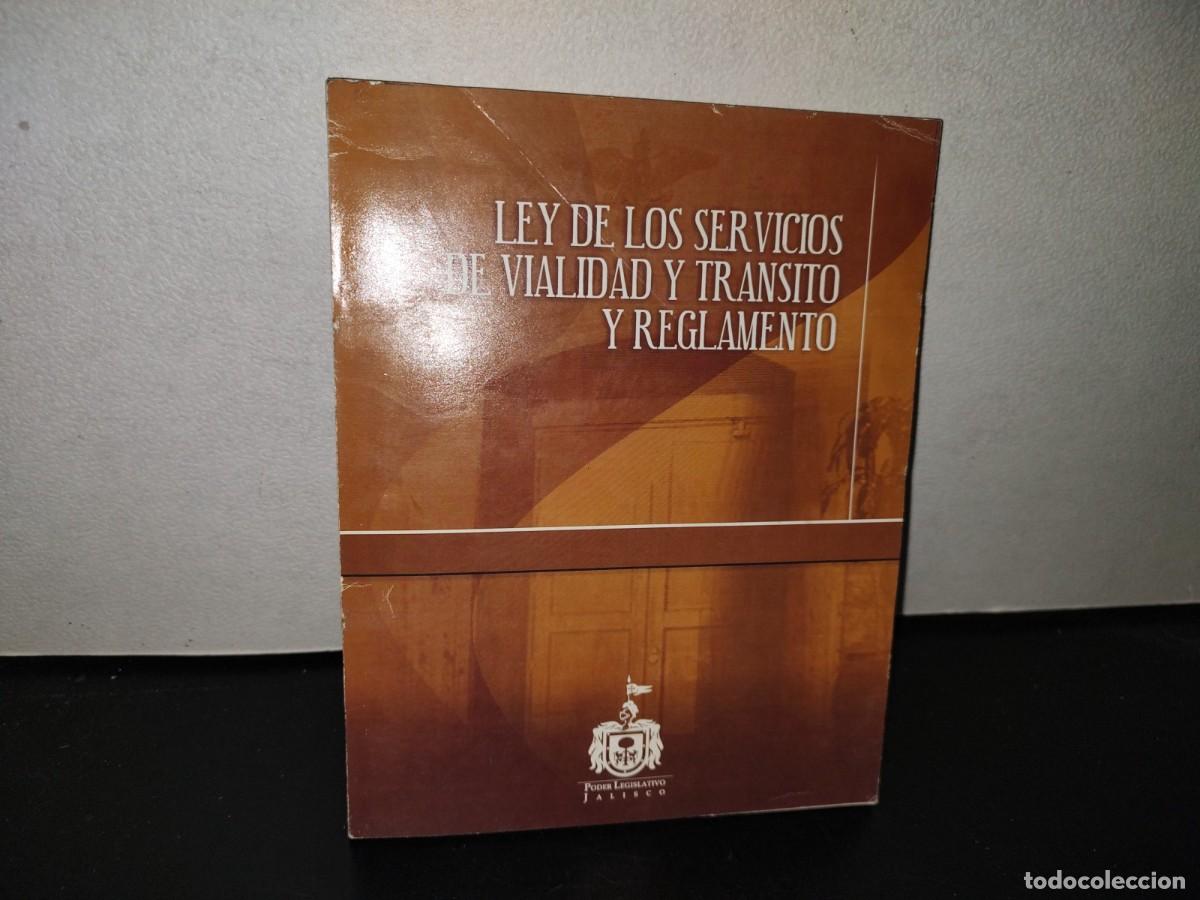 LEY DE LOS SERVICIOS
DE VIALIDAD Y TRANSITO
Y REGLAMENTO
PODER LEGISLATIVO
JALISCO
todocoleccion